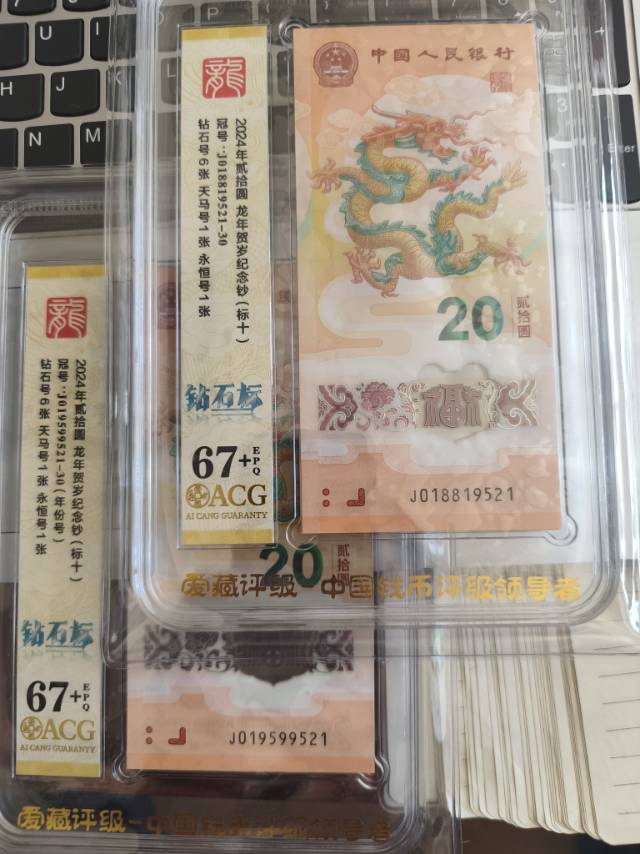 龍
2024年贰拾圆 龙年贺岁纪念钞（标十）
冠号：J018819521-30
钻石号6张 天马号1张 永恒号1张
钻石标
67+
EPQ
ACG
AI CANG GUARANTY
中国人民银行
20
贰拾圆
J018819521
爱藏评级-中国钱币评级领导者
龍
2024年贰拾圆 龙年贺岁纪念钞（标十）
冠号：J019599521-30（年份号）
钻石号6张 天马号1张 永恒号1张
钻石标
67+
EPQ
ACG
AI CANG GUARANTY
20
贰拾圆
J019599521
爱藏评级-中国钱币评级领导者
H
J
K
N
M
3
Enter